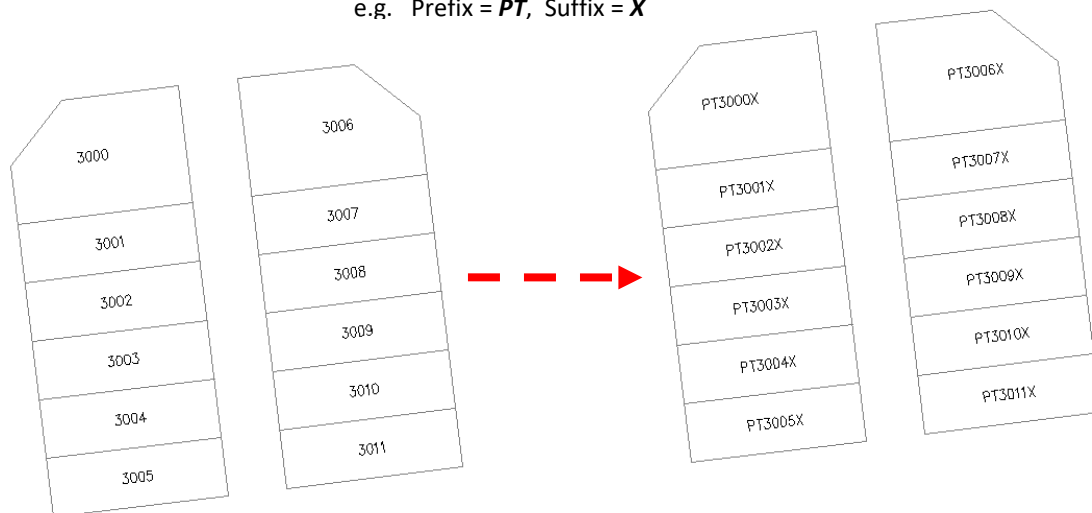 e.g. Prefix = PT, Suffix = X
3000
3001
3002
3003
3004
3005
3006
3007
3008
3009
3010
3011
PT3000X
PT3001X
PT3002X
PT3003X
PT3004X
PT3005X
PT3006X
PT3007X
PT3008X
PT3009X
PT3010X
PT3011X